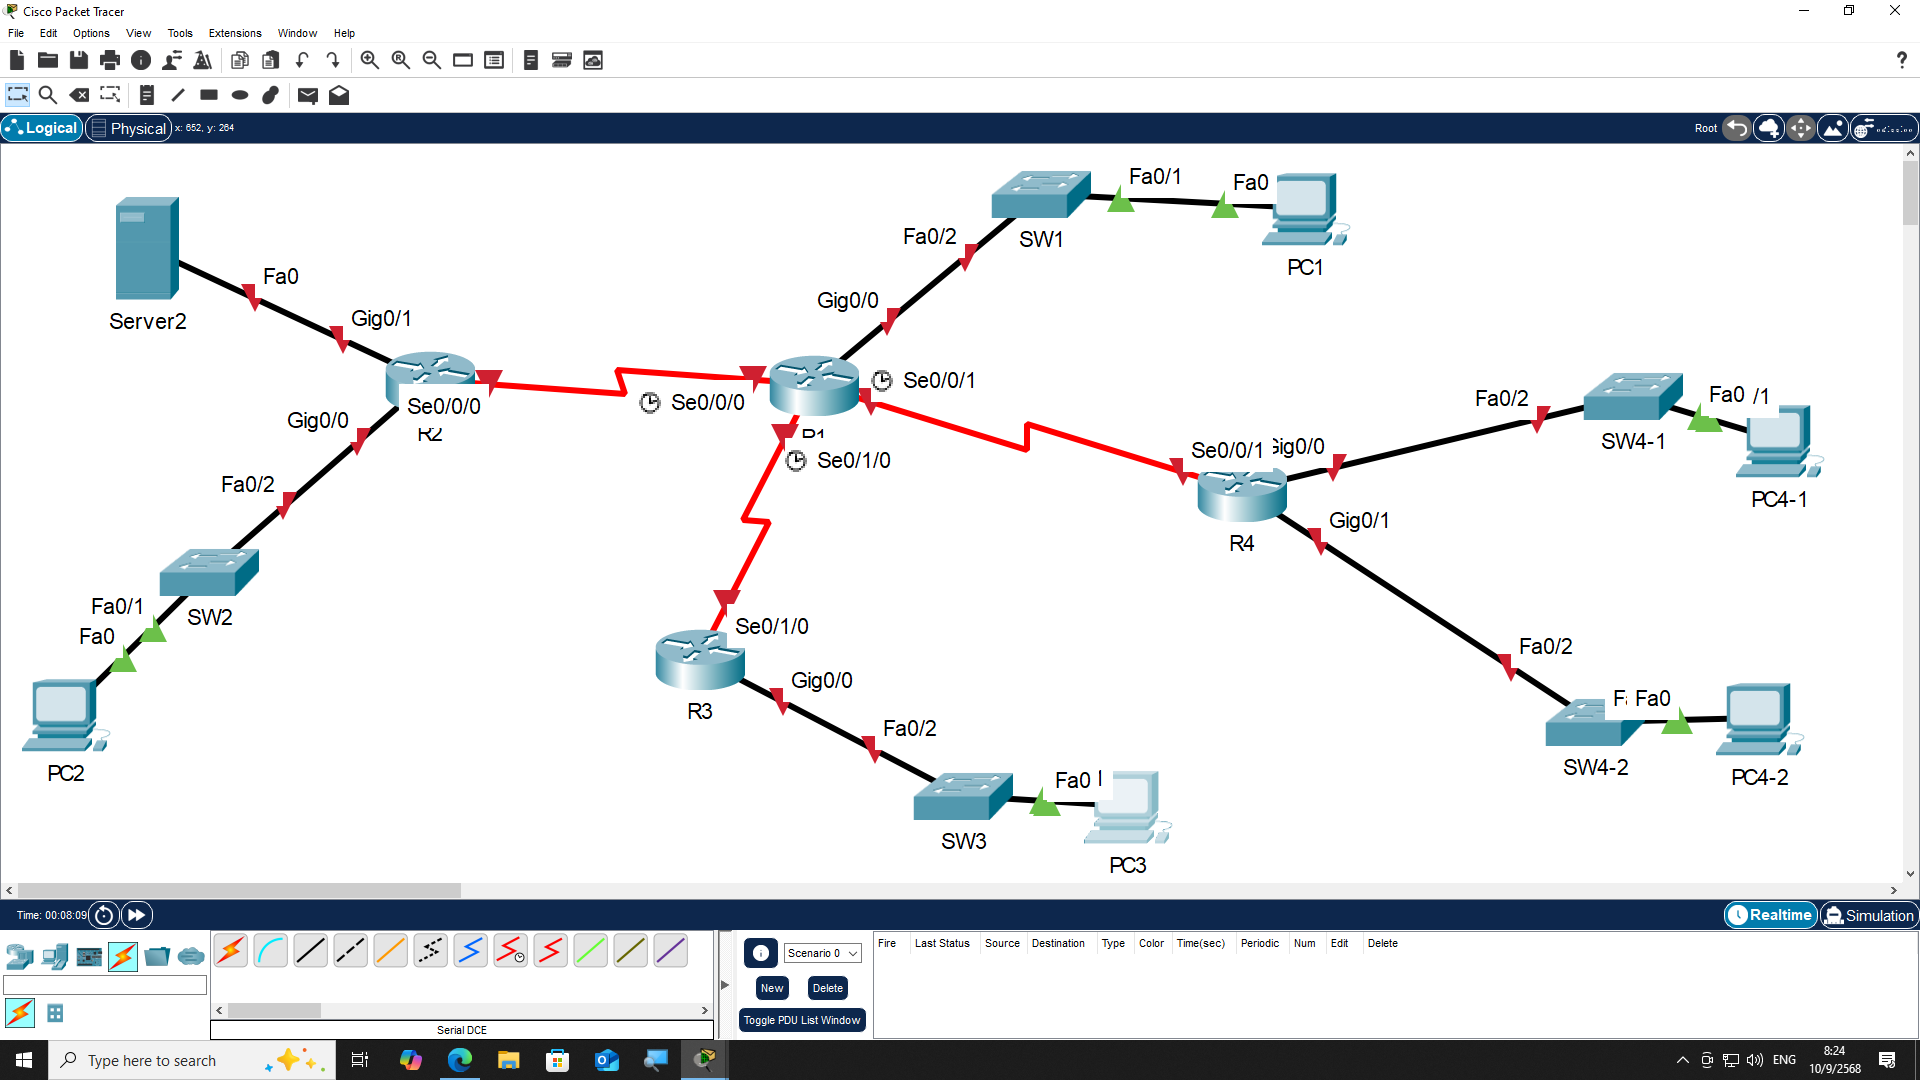 Cisco Packet Tracer
File Edit Options View Tools Extensions Window Help
Logical
Physical
x: 652, y: 264
Root
Fa0/1
Fa0
SW1
PC1
Fa0/2
Gig0/0
Server2
Fa0
Gig0/1
Se0/0/0
R2
Gig0/0
Se0/0/0
R1
Se0/0/1
Se0/1/0
Fa0/2
SW2
Fa0/1
Fa0
PC2
Se0/0/1
Gig0/0
R4
Gig0/1
Fa0/2
SW4-1
Fa0 /1
PC4-1
Fa0/2
Fa0
SW4-2
PC4-2
Se0/1/0
R3
Gig0/0
Fa0/2
SW3
Fa0
PC3
Time: 00:08:09
Realtime
Simulation
Scenario 0
New
Delete
Toggle PDU List Window
Fire Last Status Source Destination Type Color Time(sec) Periodic Num Edit Delete
Serial DCE
Type here to search
ENG
8:24
10/9/2568